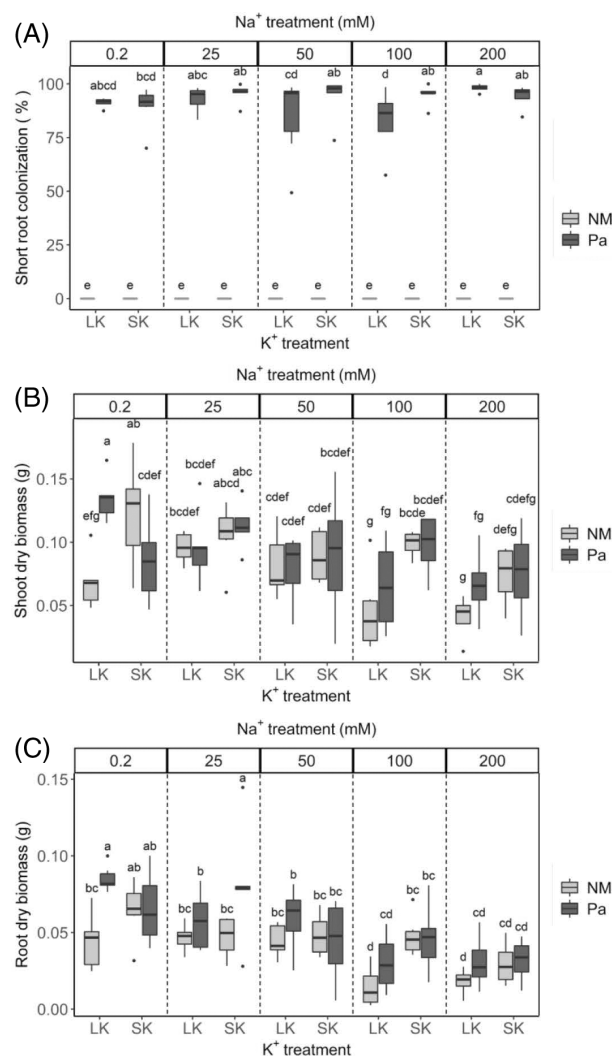 (A)
Na+ treatment (mM)
0.2 25 50 100 200
abcd bcd abc ab cd ab d ab a ab
e e e e e e e e e e
Short root colonization (%)
100
75
50
25
0
LK SK LK SK LK SK LK SK LK SK
K+ treatment
NM
Pa
(B)
Na+ treatment (mM)
0.2 25 50 100 200
efg a ab cdef
bcdef bcdef abcd abc
cdef cdef cdef bcdef
g fg bcde bcdef
g fg defg cdefg
Shoot dry biomass (g)
0.15
0.10
0.05
LK SK LK SK LK SK LK SK LK SK
K+ treatment
NM
Pa
(C)
Na+ treatment (mM)
0.2 25 50 100 200
bc a ab ab
bc b bc a
bc b bc bc
d cd bc bc
d cd cd cd
Root dry biomass (g)
0.15
0.10
0.05
0.00
LK SK LK SK LK SK LK SK LK SK
K+ treatment
NM
Pa